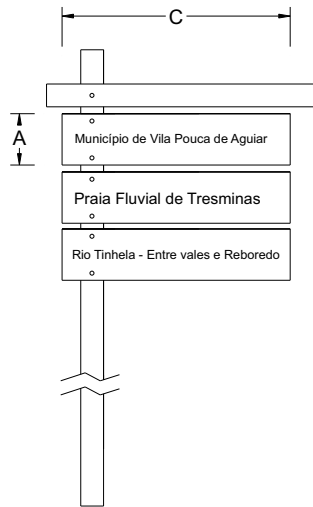 C
A
Município de Vila Pouca de Aguiar
Praia Fluvial de Tresminas
Rio Tinhela - Entre vales e Reboredo